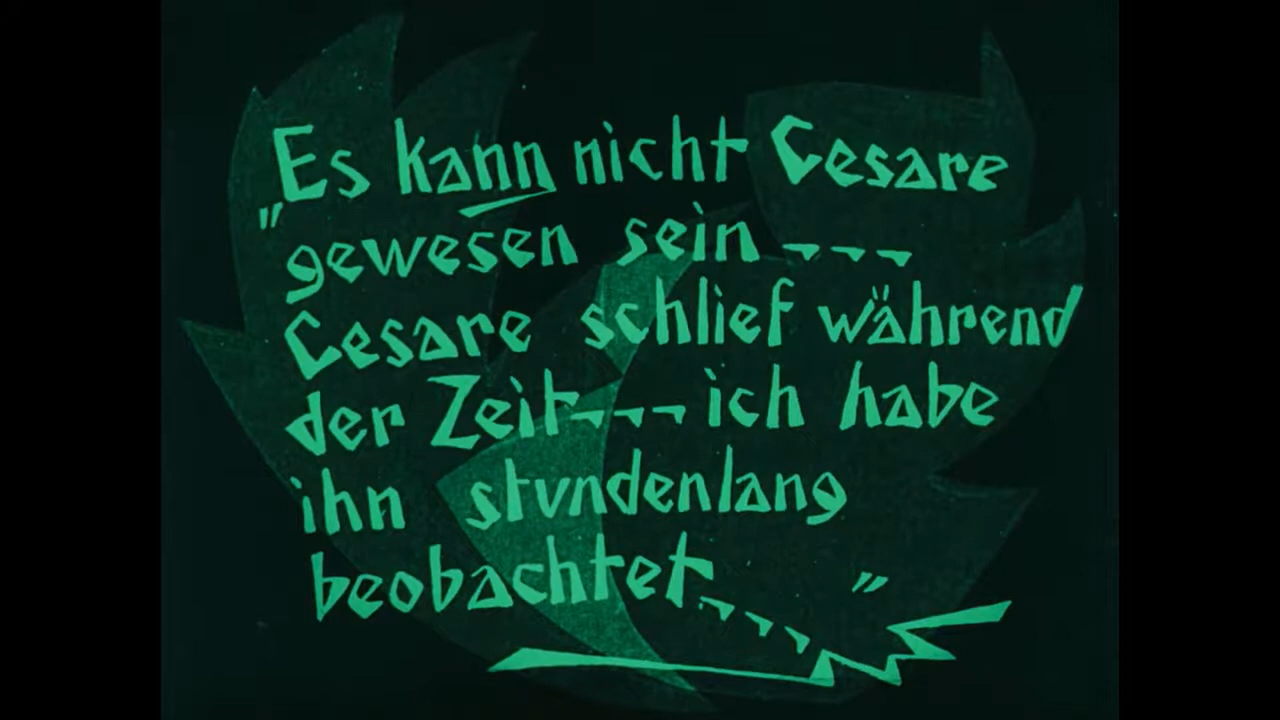 „Es kann nicht Cesare
gewesen sein - - -
Cesare schlief während
der Zeit - - - ich habe
ihn stundenlang
beobachtet - - - - "